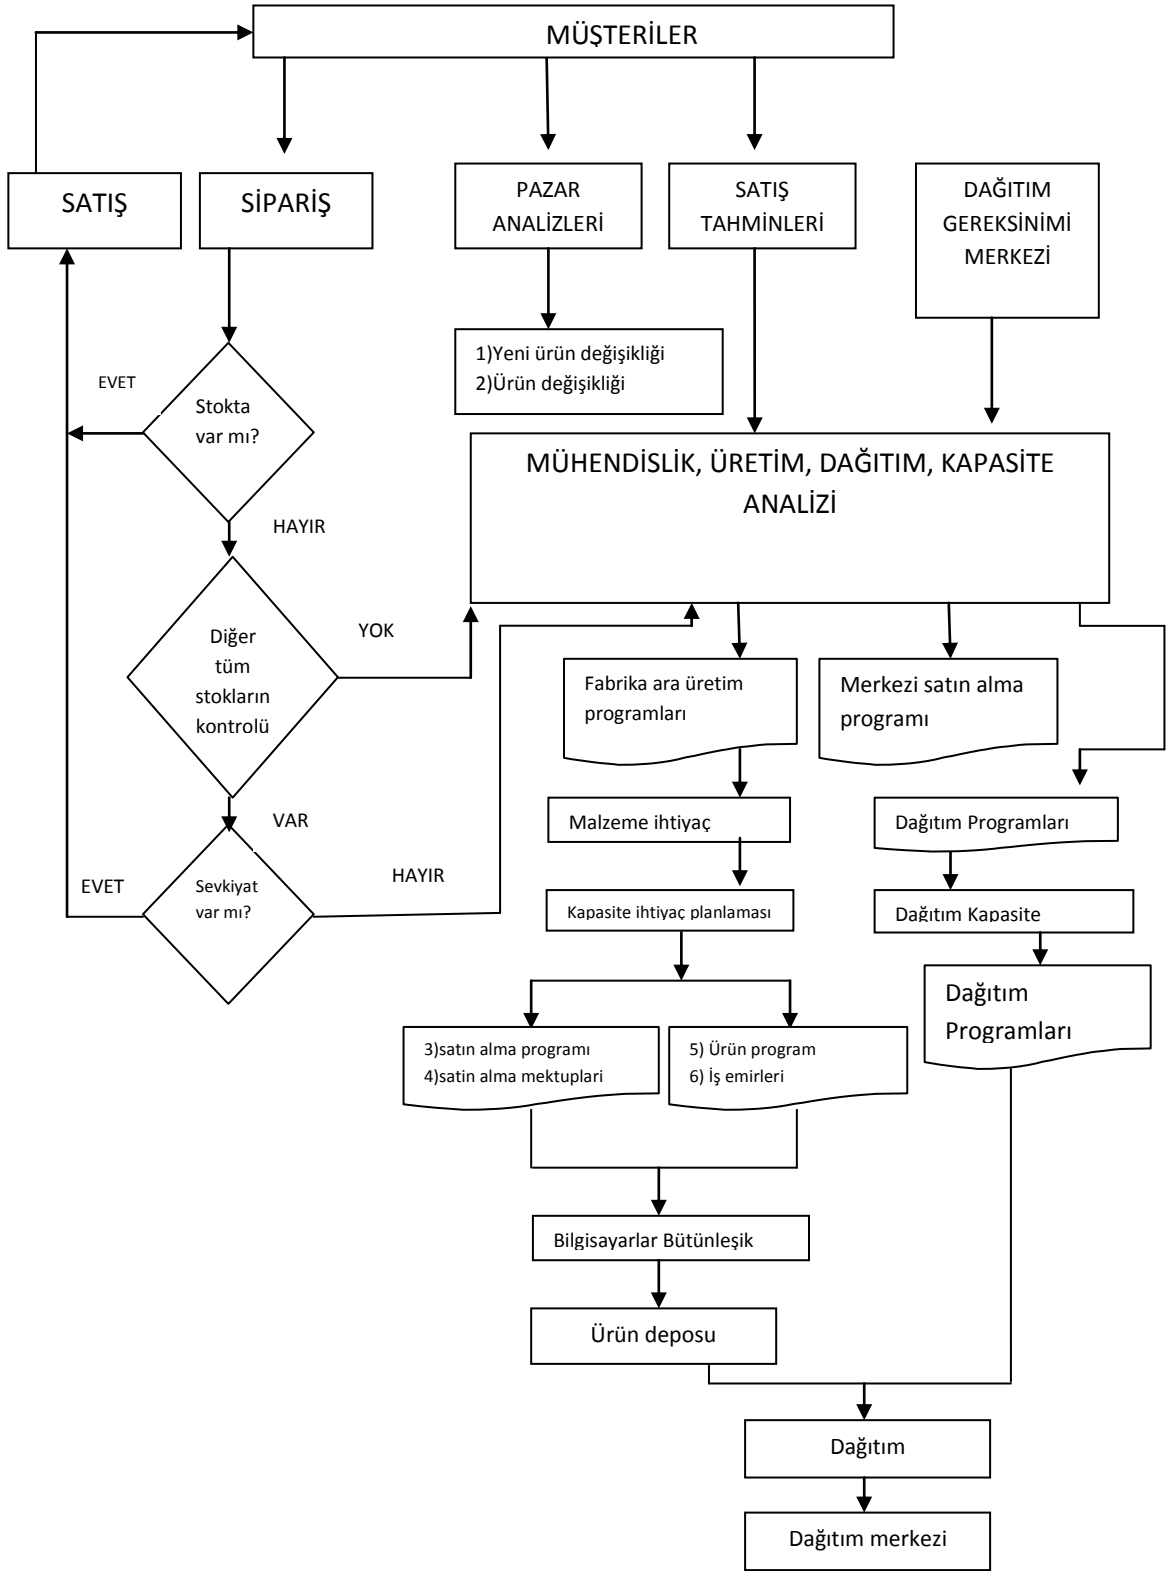 MÜŞTERİLER
SATIŞ
SİPARİŞ
PAZAR
ANALİZLERİ
SATIŞ
TAHMİNLERİ
DAĞITIM
GEREKSİNİMİ
MERKEZİ
1)Yeni ürün değişikliği
2)Ürün değişikliği
EVET
Stokta
var mı?
HAYIR
MÜHENDİSLİK, ÜRETİM, DAĞITIM, KAPASİTE
ANALİZİ
Diğer
tüm
stokların
kontrolü
YOK
Fabrika ara üretim
programları
Merkezi satın alma
programı
VAR
Malzeme ihtiyaç
Dağıtım Programları
EVET
Sevkiyat
var mı?
HAYIR
Kapasite ihtiyaç planlaması
Dağıtım Kapasite
Dağıtım
Programları
3)satın alma programı
4)satin alma mektuplari
5) Ürün program
6) İş emirleri
Bilgisayarlar Bütünleşik
Ürün deposu
Dağıtım
Dağıtım merkezi